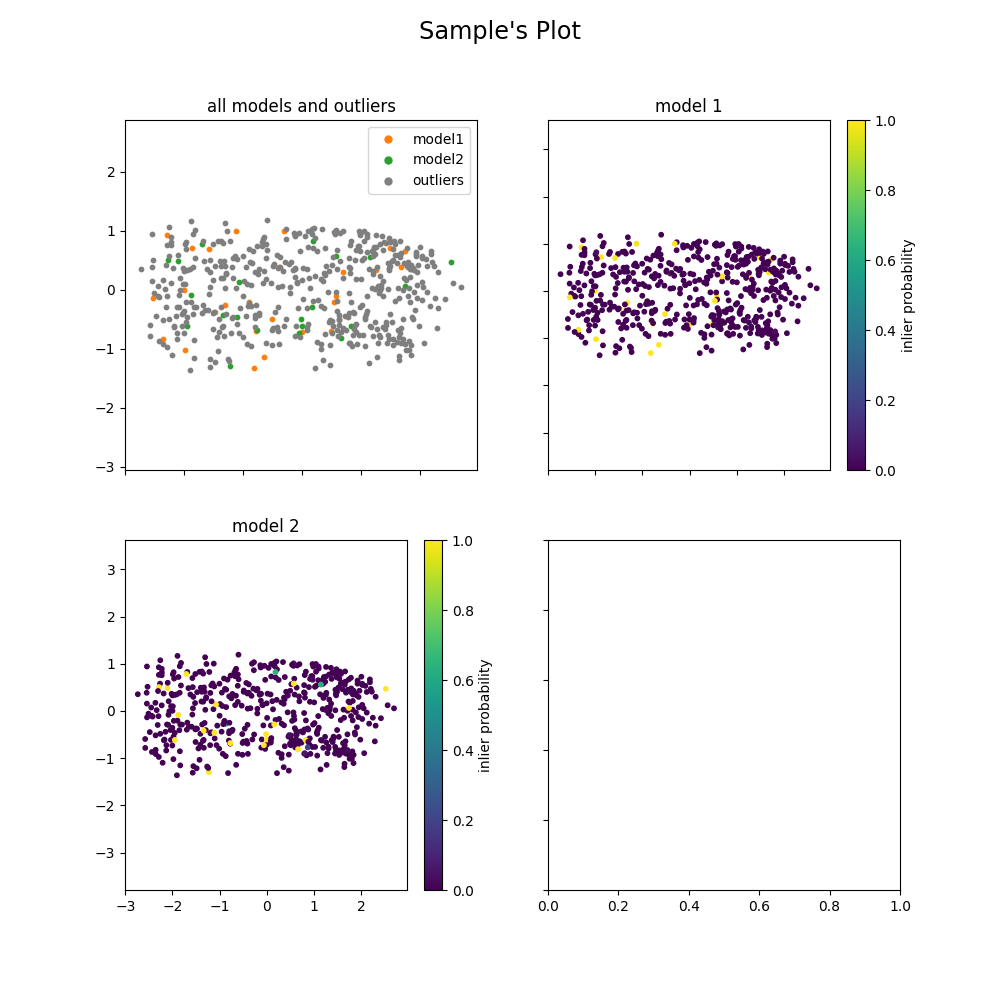 Sample's Plot
all models and outliers
model1
model2
outliers
2
1
0
−1
−2
−3
model 1
1.0
0.8
0.6
0.4
0.2
0.0
inlier probability
model 2
3
2
1
0
−1
−2
−3
−3 −2 −1 0 1 2
1.0
0.8
0.6
0.4
0.2
0.0
inlier probability
0.0 0.2 0.4 0.6 0.8 1.0